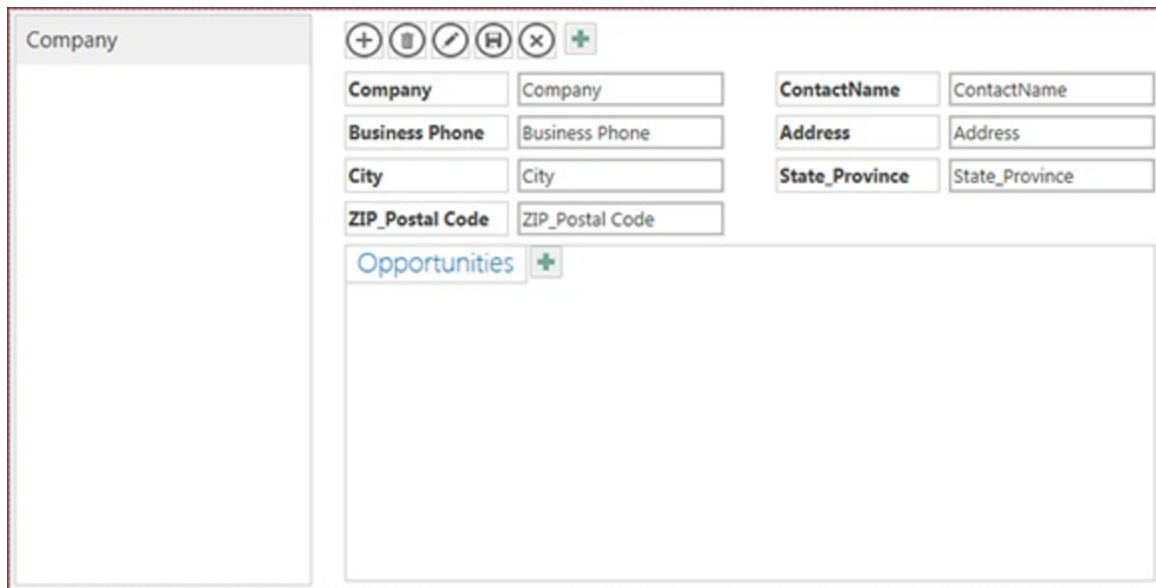 Company
Company Company ContactName ContactName
Business Phone Business Phone Address Address
City City State_Province State_Province
ZIP_Postal Code ZIP_Postal Code
Opportunities